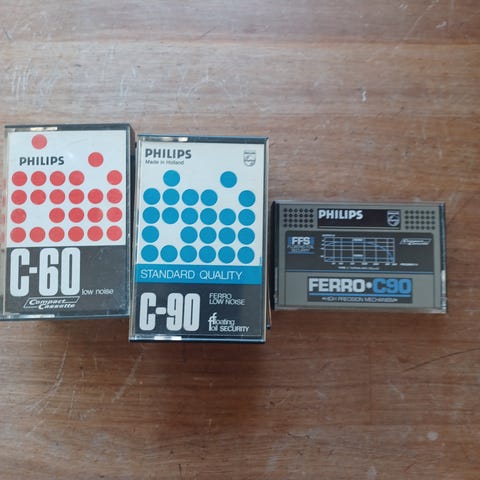 PHILIPS
C-60
low noise
Compact
Cassette
PHILIPS
Made in Holland
STANDARD QUALITY
C-90
FERRO
LOW NOISE
floating
foil SECURITY
PHILIPS
FFS
FERRO•C90
HIGH PRECISION MECHANISM